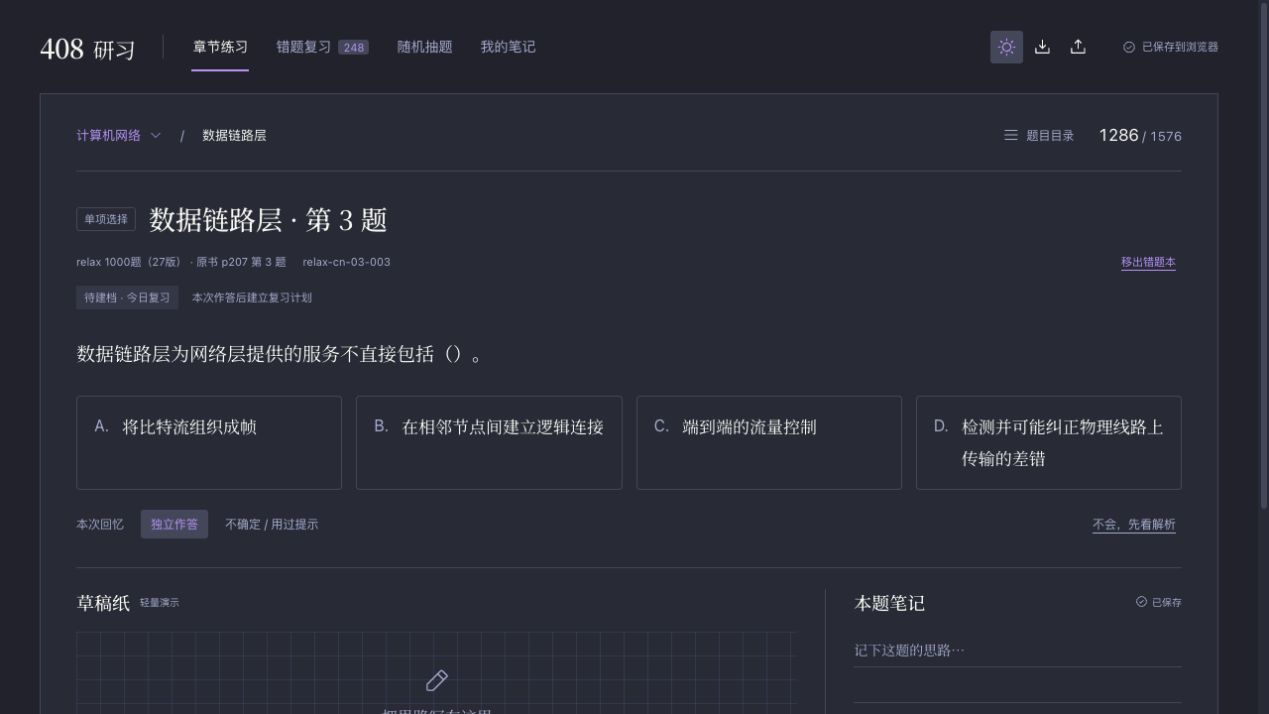 408 研习
章节练习
错题复习 248
随机抽题
我的笔记
已保存到浏览器
计算机网络 / 数据链路层
题目目录
1286 / 1576
单项选择 数据链路层 · 第 3 题
relax 1000题（27版） · 原书 p207 第 3 题 relax-cn-03-003
移出错题本
待建档 · 今日复习 本次作答后建立复习计划
数据链路层为网络层提供的服务不直接包括（）。
A. 将比特流组织成帧
B. 在相邻节点间建立逻辑连接
C. 端到端的流量控制
D. 检测并可能纠正物理线路上
传输的差错
本次回忆 独立作答 不确定 / 用过提示
不会，先看解析
草稿纸 轻量演示
本题笔记
已保存
记下这题的思路…